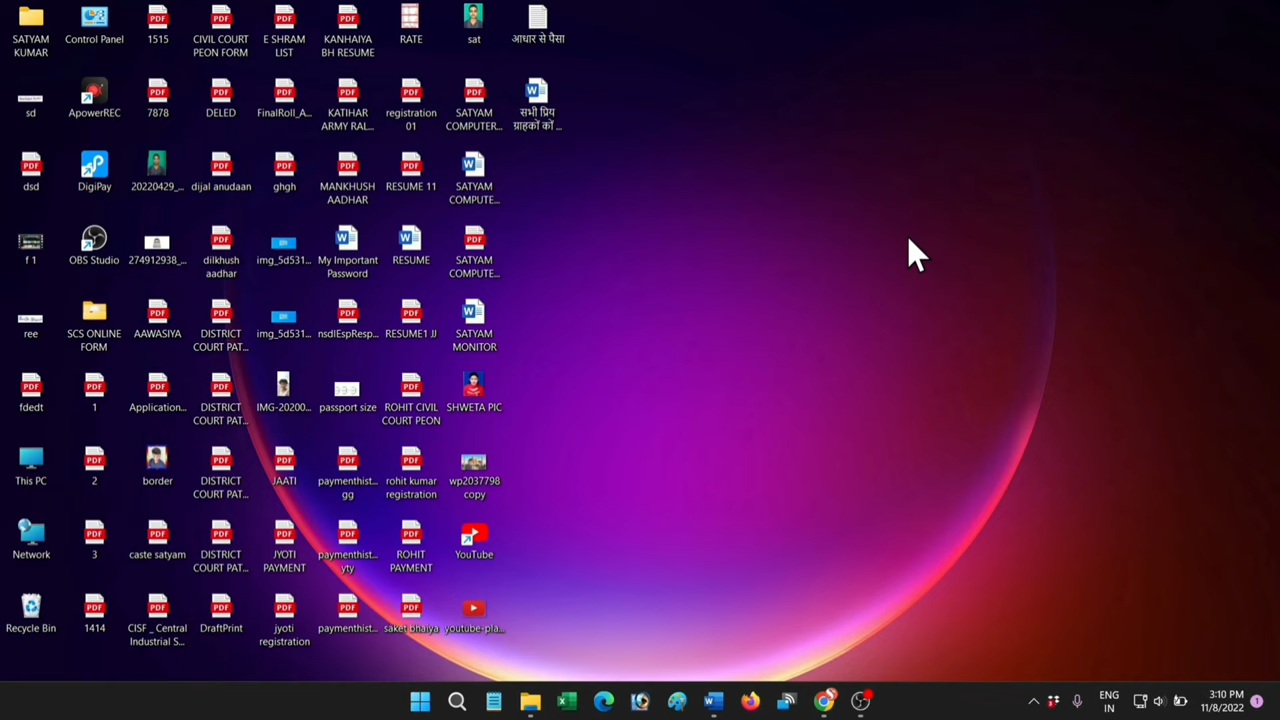 SATYAM
KUMAR
Control Panel
1515
CIVIL COURT
PEON FORM
E SHRAM
LIST
KANHAIYA
BH RESUME
RATE
sat
आधार से पैसा
sd
ApowerREC
7878
DELED
FinalRoll_A...
KATIHAR
ARMY RAL...
registration
01
SATYAM
COMPUTER...
सभी प्रिय
ग्राहकों कों ...
dsd
DigiPay
20220429_...
dijal anudaan
ghgh
MANKHUSH
AADHAR
RESUME 11
SATYAM
COMPUTE...
f 1
OBS Studio
274912938_...
dilkhush
aadhar
img_5d531...
My Important
Password
RESUME
SATYAM
COMPUTE...
ree
SCS ONLINE
FORM
AAWASIYA
DISTRICT
COURT PAT...
img_5d531...
nsdlEspResp...
RESUME1 JJ
SATYAM
MONITOR
fdedt
1
Application...
DISTRICT
COURT PAT...
IMG-20200...
passport size
ROHIT CIVIL
COURT PEON
SHWETA PIC
This PC
2
border
DISTRICT
COURT PAT...
JAATI
paymenthist...
gg
rohit kumar
registration
wp2037798
copy
Network
3
caste satyam
DISTRICT
COURT PAT...
JYOTI
PAYMENT
paymenthist...
yty
ROHIT
PAYMENT
YouTube
Recycle Bin
1414
CISF _ Central
Industrial S...
DraftPrint
jyoti
registration
paymenthist...
saket bhaiya
youtube-pla...
ENG
IN
3:10 PM
11/8/2022
1